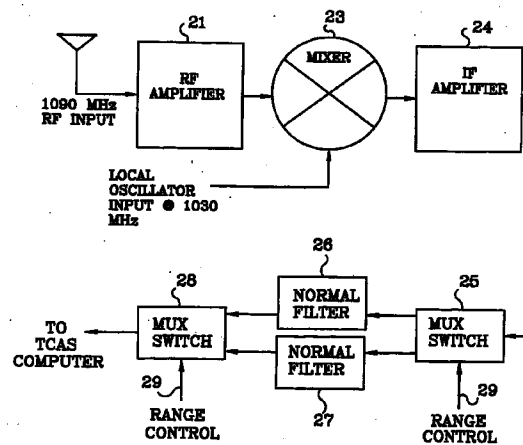 21
23
24
RF
AMPLIFIER
MIXER
IF
AMPLIFIER
1090 MHz
RF INPUT
LOCAL
OSCILLATOR
INPUT @ 1030
MHz
26
28
25
NORMAL
FILTER
MUX
SWITCH
MUX
SWITCH
TO
TCAS
COMPUTER
NORMAL
FILTER
29
27
29
RANGE
CONTROL
RANGE
CONTROL